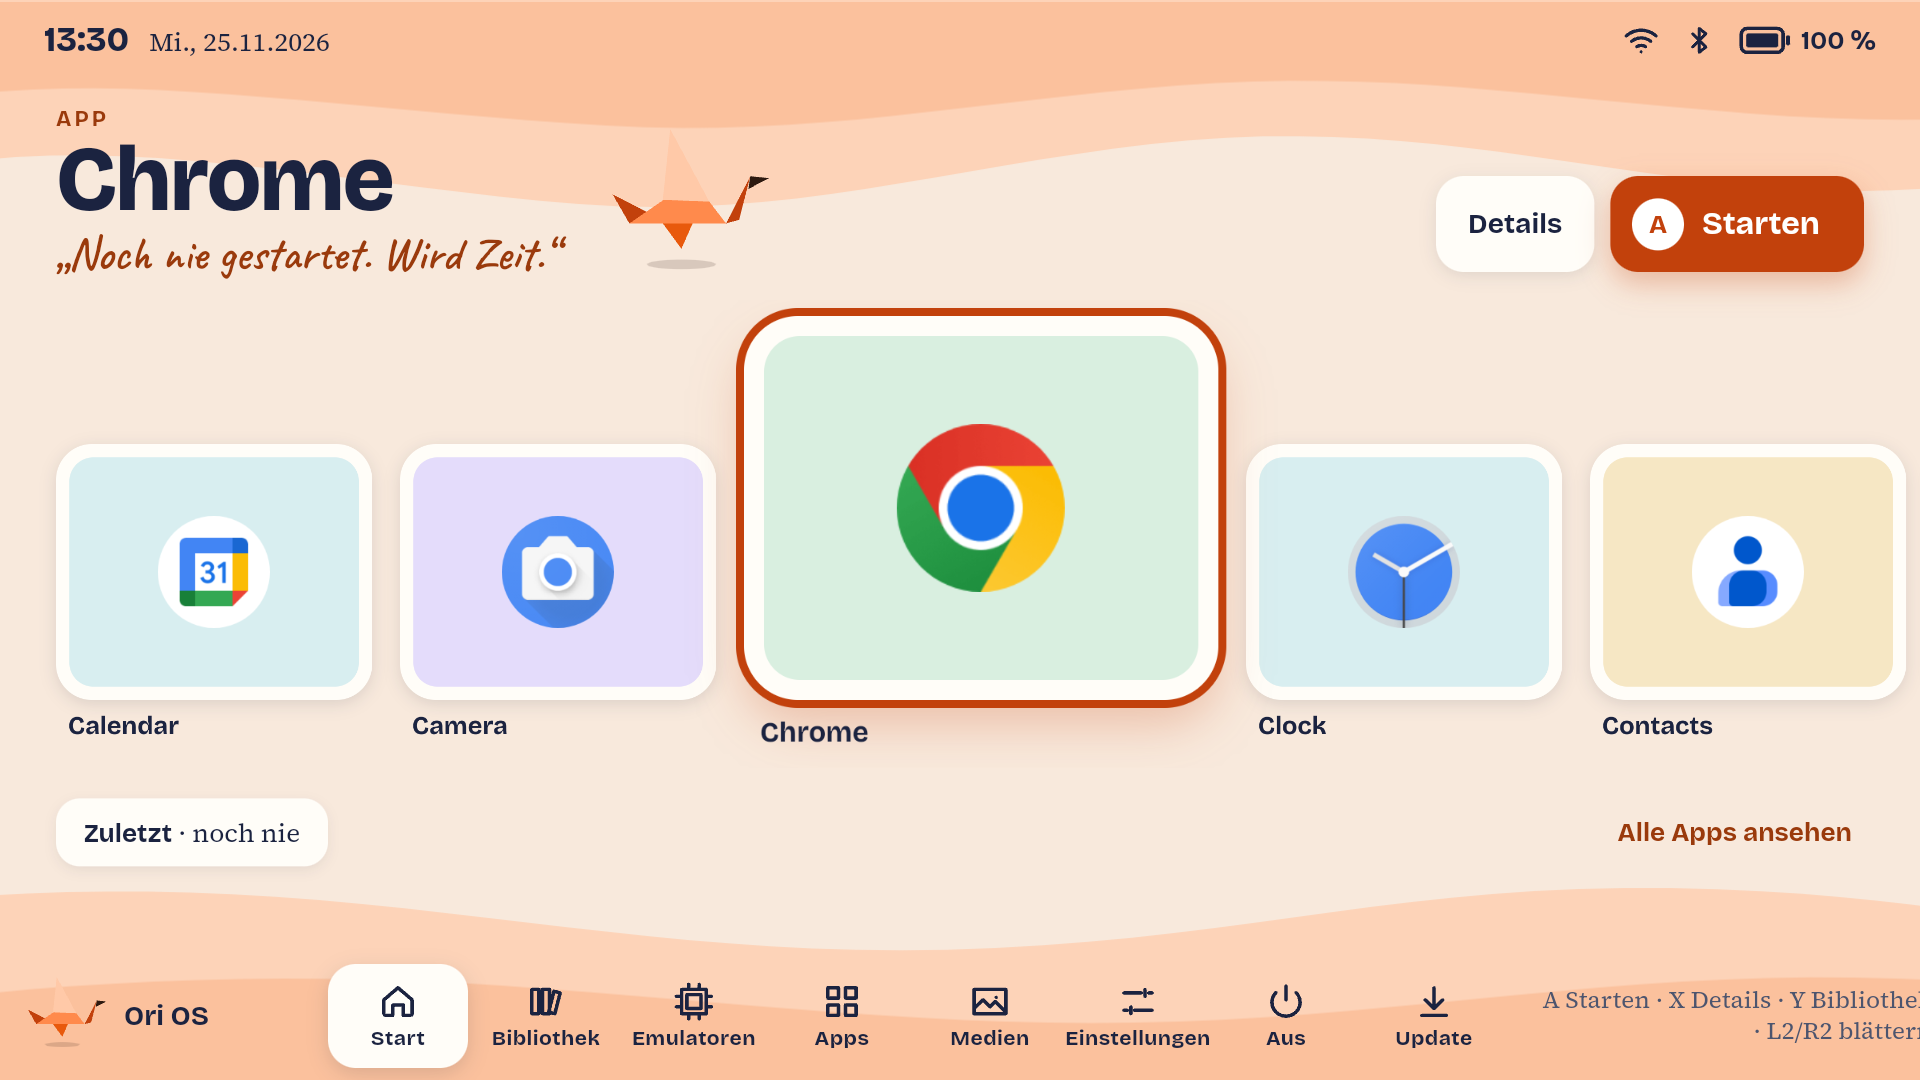 13:30 Mi., 25.11.2026
100 %
APP
Chrome
„Noch nie gestartet. Wird Zeit.“
Details
A Starten
31
Calendar
Camera
Chrome
Clock
Contacts
Zuletzt · noch nie
Alle Apps ansehen
Ori OS
Start
Bibliothek
Emulatoren
Apps
Medien
Einstellungen
Aus
Update
A Starten · X Details · Y Bibliothek
· L2/R2 blättern